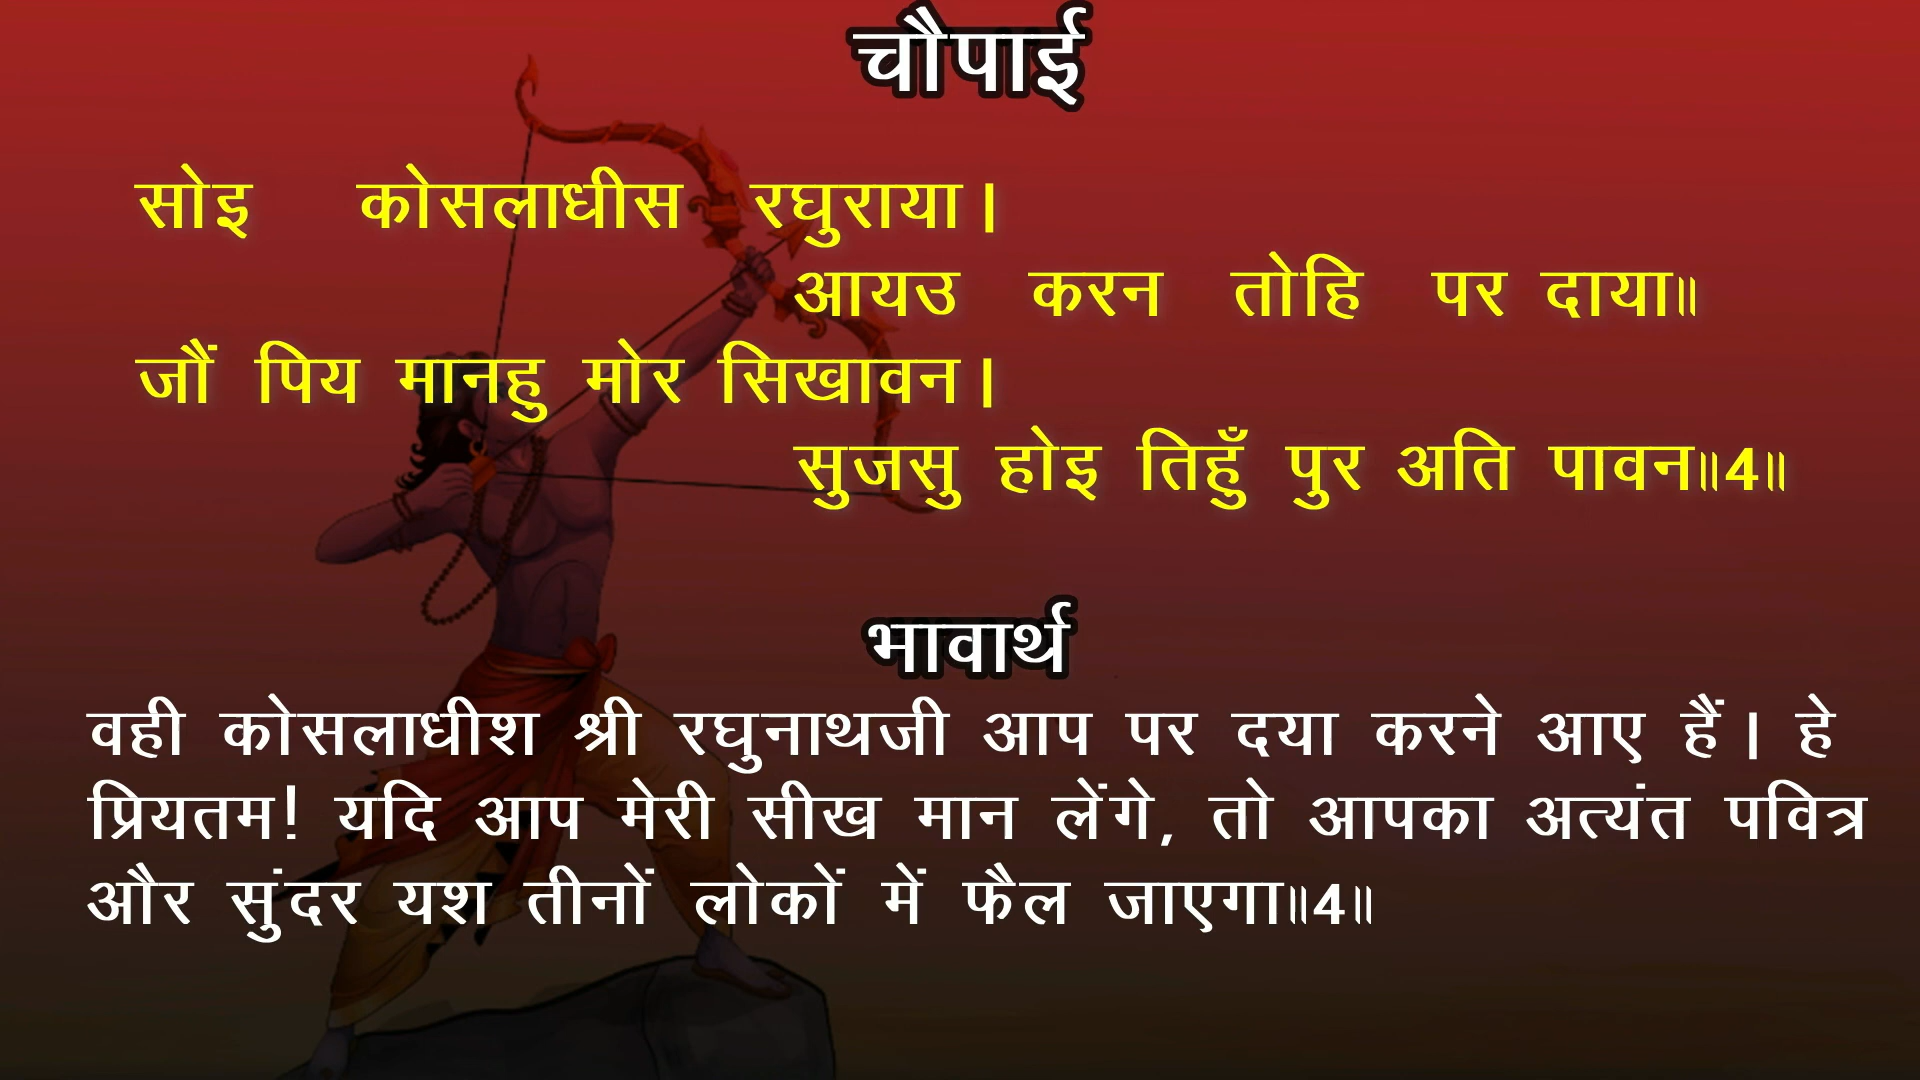 चौपाई
सोइ कोसलाधीस रघुराया।
आयउ करन तोहि पर दाया॥
जौं पिय मानहु मोर सिखावन।
सुजसु होइ तिहुँ पुर अति पावन॥4॥
भावार्थ
वही कोसलाधीश श्री रघुनाथजी आप पर दया करने आए हैं। हे
प्रियतम! यदि आप मेरी सीख मान लेंगे, तो आपका अत्यंत पवित्र
और सुंदर यश तीनों लोकों में फैल जाएगा॥4॥